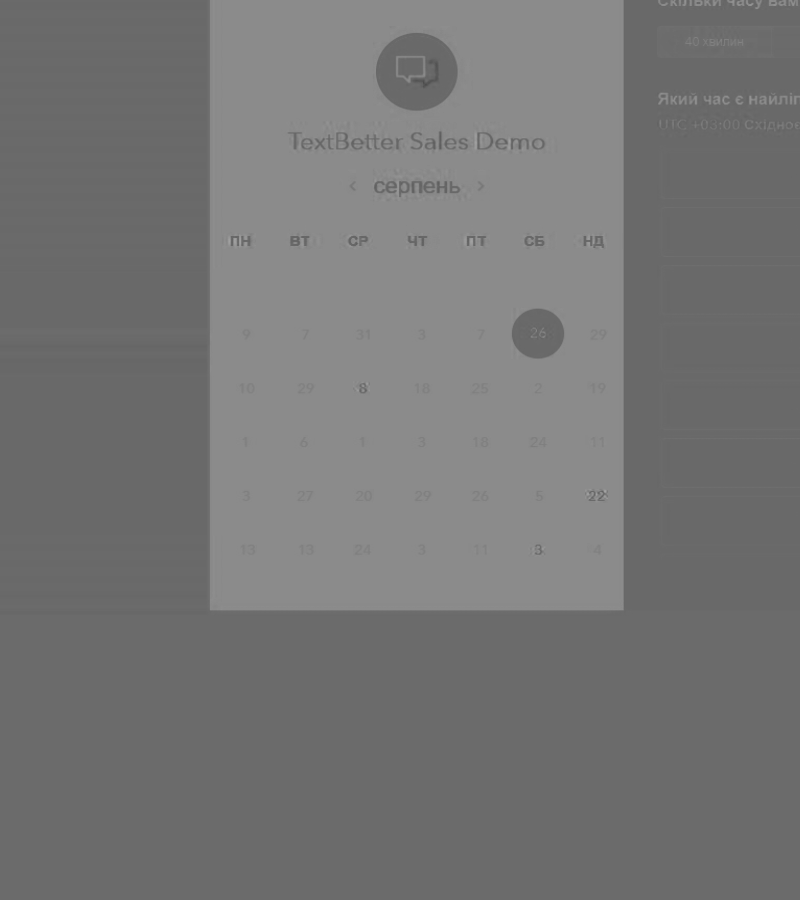 TextBetter Sales Demo
‹ серпень ›
ПН ВТ СР ЧТ ПТ СБ НД
9 7 31 3 7 26 29
10 29 8 18 25 2 19
1 6 1 3 18 24 11
3 27 20 29 26 5 22
13 13 24 3 11 3 4
Скільки часу вам
40 хвилин
Який час є найліп
UTC +03:00 Східноє